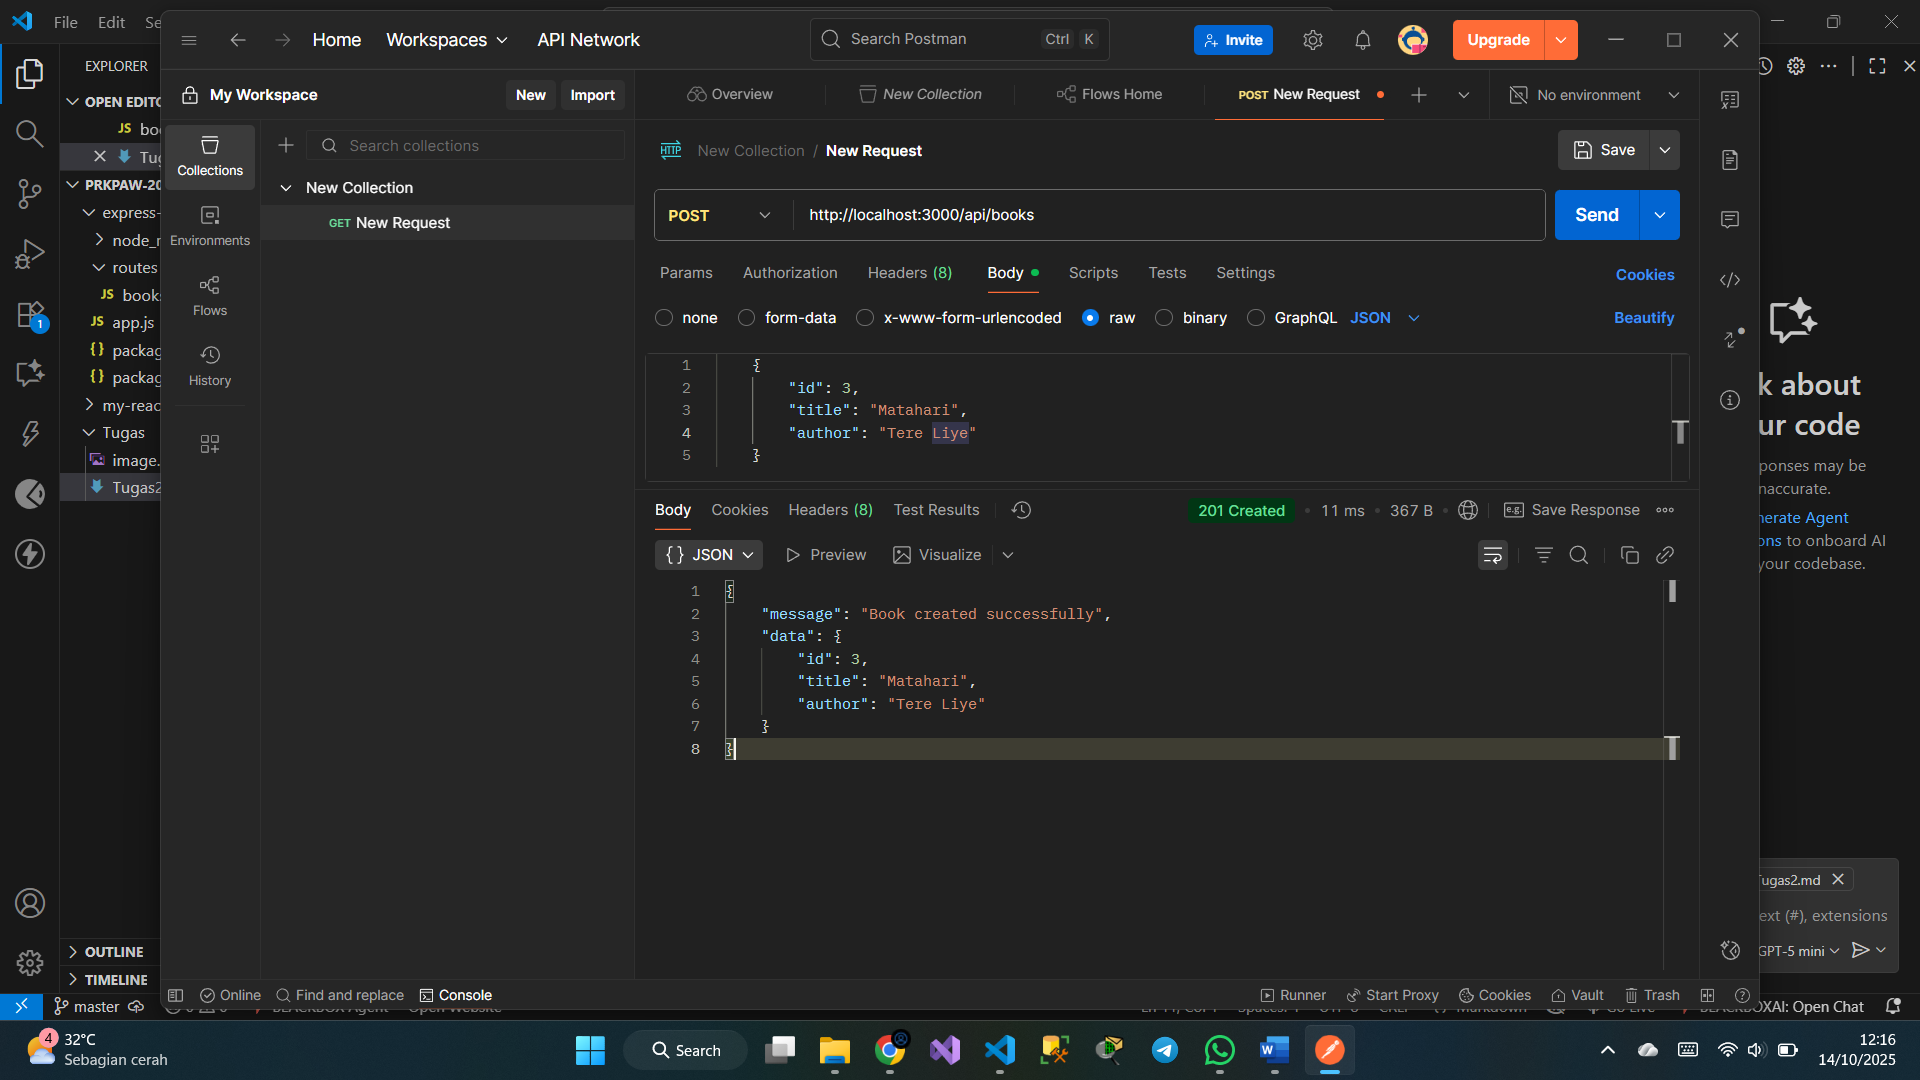 File Edit Se
Home Workspaces API Network
Search Postman Ctrl K
Invite
Upgrade
EXPLORER
OPEN EDITO
JS boo
Tug
PRKPAW-20
express-
node_r
routes
JS books
JS app.js
{} packag
{} packag
my-reac
Tugas
image.
Tugas2
OUTLINE
TIMELINE
1
My Workspace
New Import
Collections
Environments
Flows
History
Search collections
New Collection
GET New Request
Overview
New Collection
Flows Home
POST New Request
No environment
HTTP New Collection / New Request
Save
POST http://localhost:3000/api/books
Send
Params Authorization Headers (8) Body Scripts Tests Settings
Cookies
none form-data x-www-form-urlencoded raw binary GraphQL JSON
Beautify
1 {
2 "id": 3,
3 "title": "Matahari",
4 "author": "Tere Liye"
5 }
Body Cookies Headers (8) Test Results
201 Created • 11 ms • 367 B
e.g. Save Response
{} JSON Preview Visualize
1 {
2 "message": "Book created successfully",
3 "data": {
4 "id": 3,
5 "title": "Matahari",
6 "author": "Tere Liye"
7 }
8 }
k about
ur code
ponses may be
naccurate.
nerate Agent
ons to onboard AI
your codebase.
Tugas2.md
ext (#), extensions
GPT-5 mini
Online Find and replace Console
Runner Start Proxy Cookies Vault Trash
master
OXAI: Open Chat
4
32°C
Sebagian cerah
Search
12:16
14/10/2025